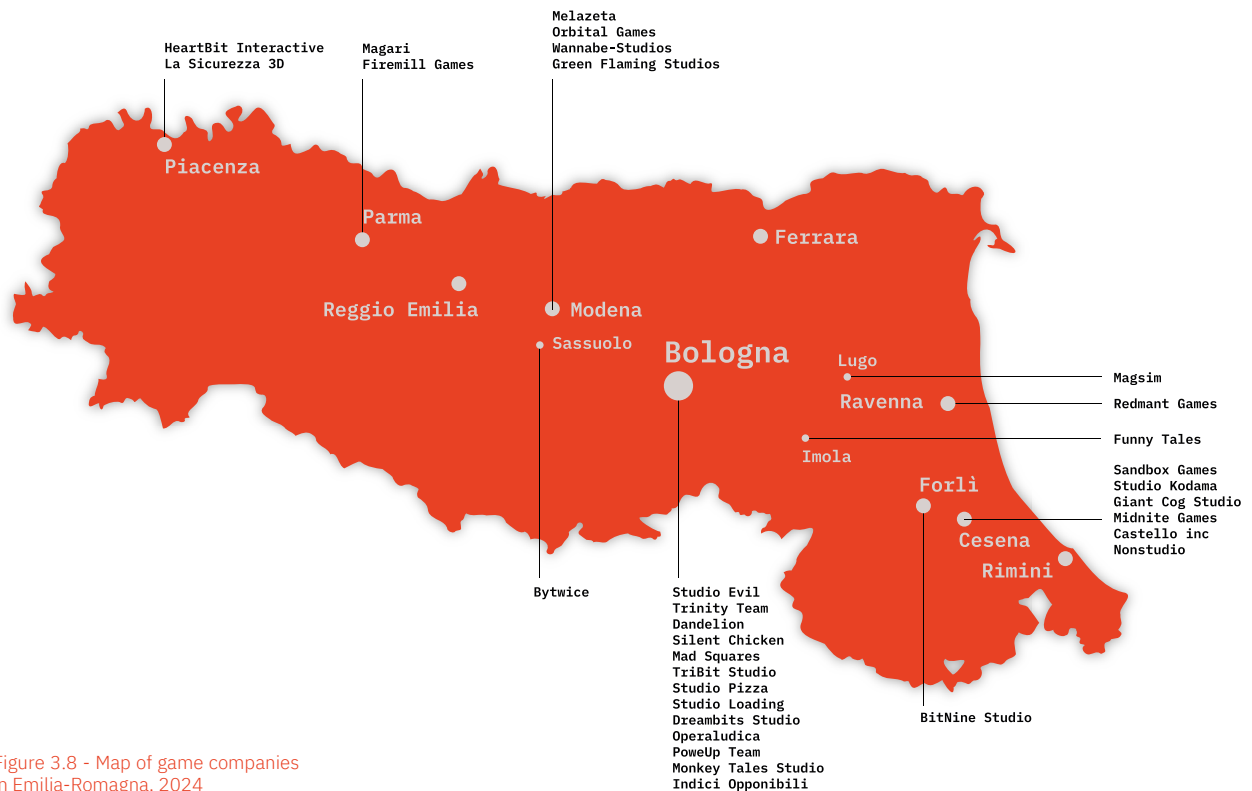 Melazeta
Orbital Games
Wannabe-Studios
Green Flaming Studios
HeartBit Interactive
La Sicurezza 3D
Magari
Firemill Games
Piacenza
Parma
Ferrara
Reggio Emilia
Modena
Sassuolo
Bologna
Lugo
Magsim
Ravenna
Redmant Games
Funny Tales
Imola
Sandbox Games
Studio Kodama
Giant Cog Studio
Midnite Games
Castello inc
Nonstudio
Forlì
Cesena
Rimini
Bytwice
Studio Evil
Trinity Team
Dandelion
Silent Chicken
Mad Squares
TriBit Studio
Studio Pizza
Studio Loading
Dreambits Studio
Operaludica
PoweUp Team
Monkey Tales Studio
Indici Opponibili
BitNine Studio
Figure 3.8 - Map of game companies
in Emilia-Romagna, 2024